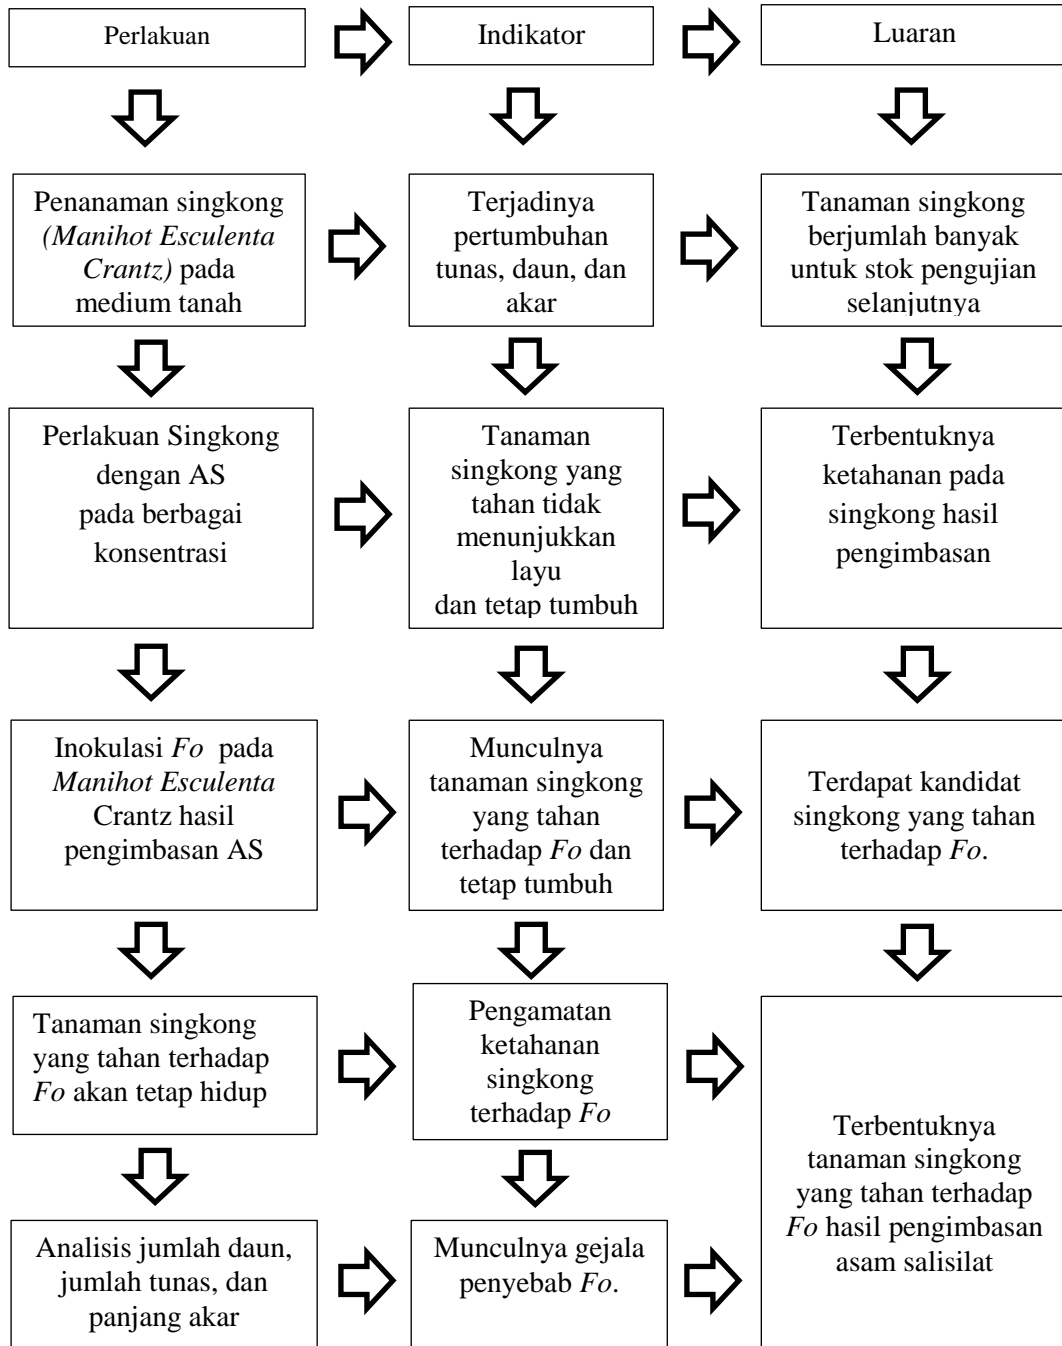 Perlakuan
Indikator
Luaran
Penanaman singkong
(Manihot Esculenta
Crantz) pada
medium tanah
Terjadinya
pertumbuhan
tunas, daun, dan
akar
Tanaman singkong
berjumlah banyak
untuk stok pengujian
selanjutnya
Perlakuan Singkong
dengan AS
pada berbagai
konsentrasi
Tanaman
singkong yang
tahan tidak
menunjukkan
layu
dan tetap tumbuh
Terbentuknya
ketahanan pada
singkong hasil
pengimbasan
Inokulasi Fo pada
Manihot Esculenta
Crantz hasil
pengimbasan AS
Munculnya
tanaman singkong
yang tahan
terhadap Fo dan
tetap tumbuh
Terdapat kandidat
singkong yang tahan
terhadap Fo.
Tanaman singkong
yang tahan terhadap
Fo akan tetap hidup
Pengamatan
ketahanan
singkong
terhadap Fo
Terbentuknya
tanaman singkong
yang tahan terhadap
Fo hasil pengimbasan
asam salisilat
Analisis jumlah daun,
jumlah tunas, dan
panjang akar
Munculnya gejala
penyebab Fo.